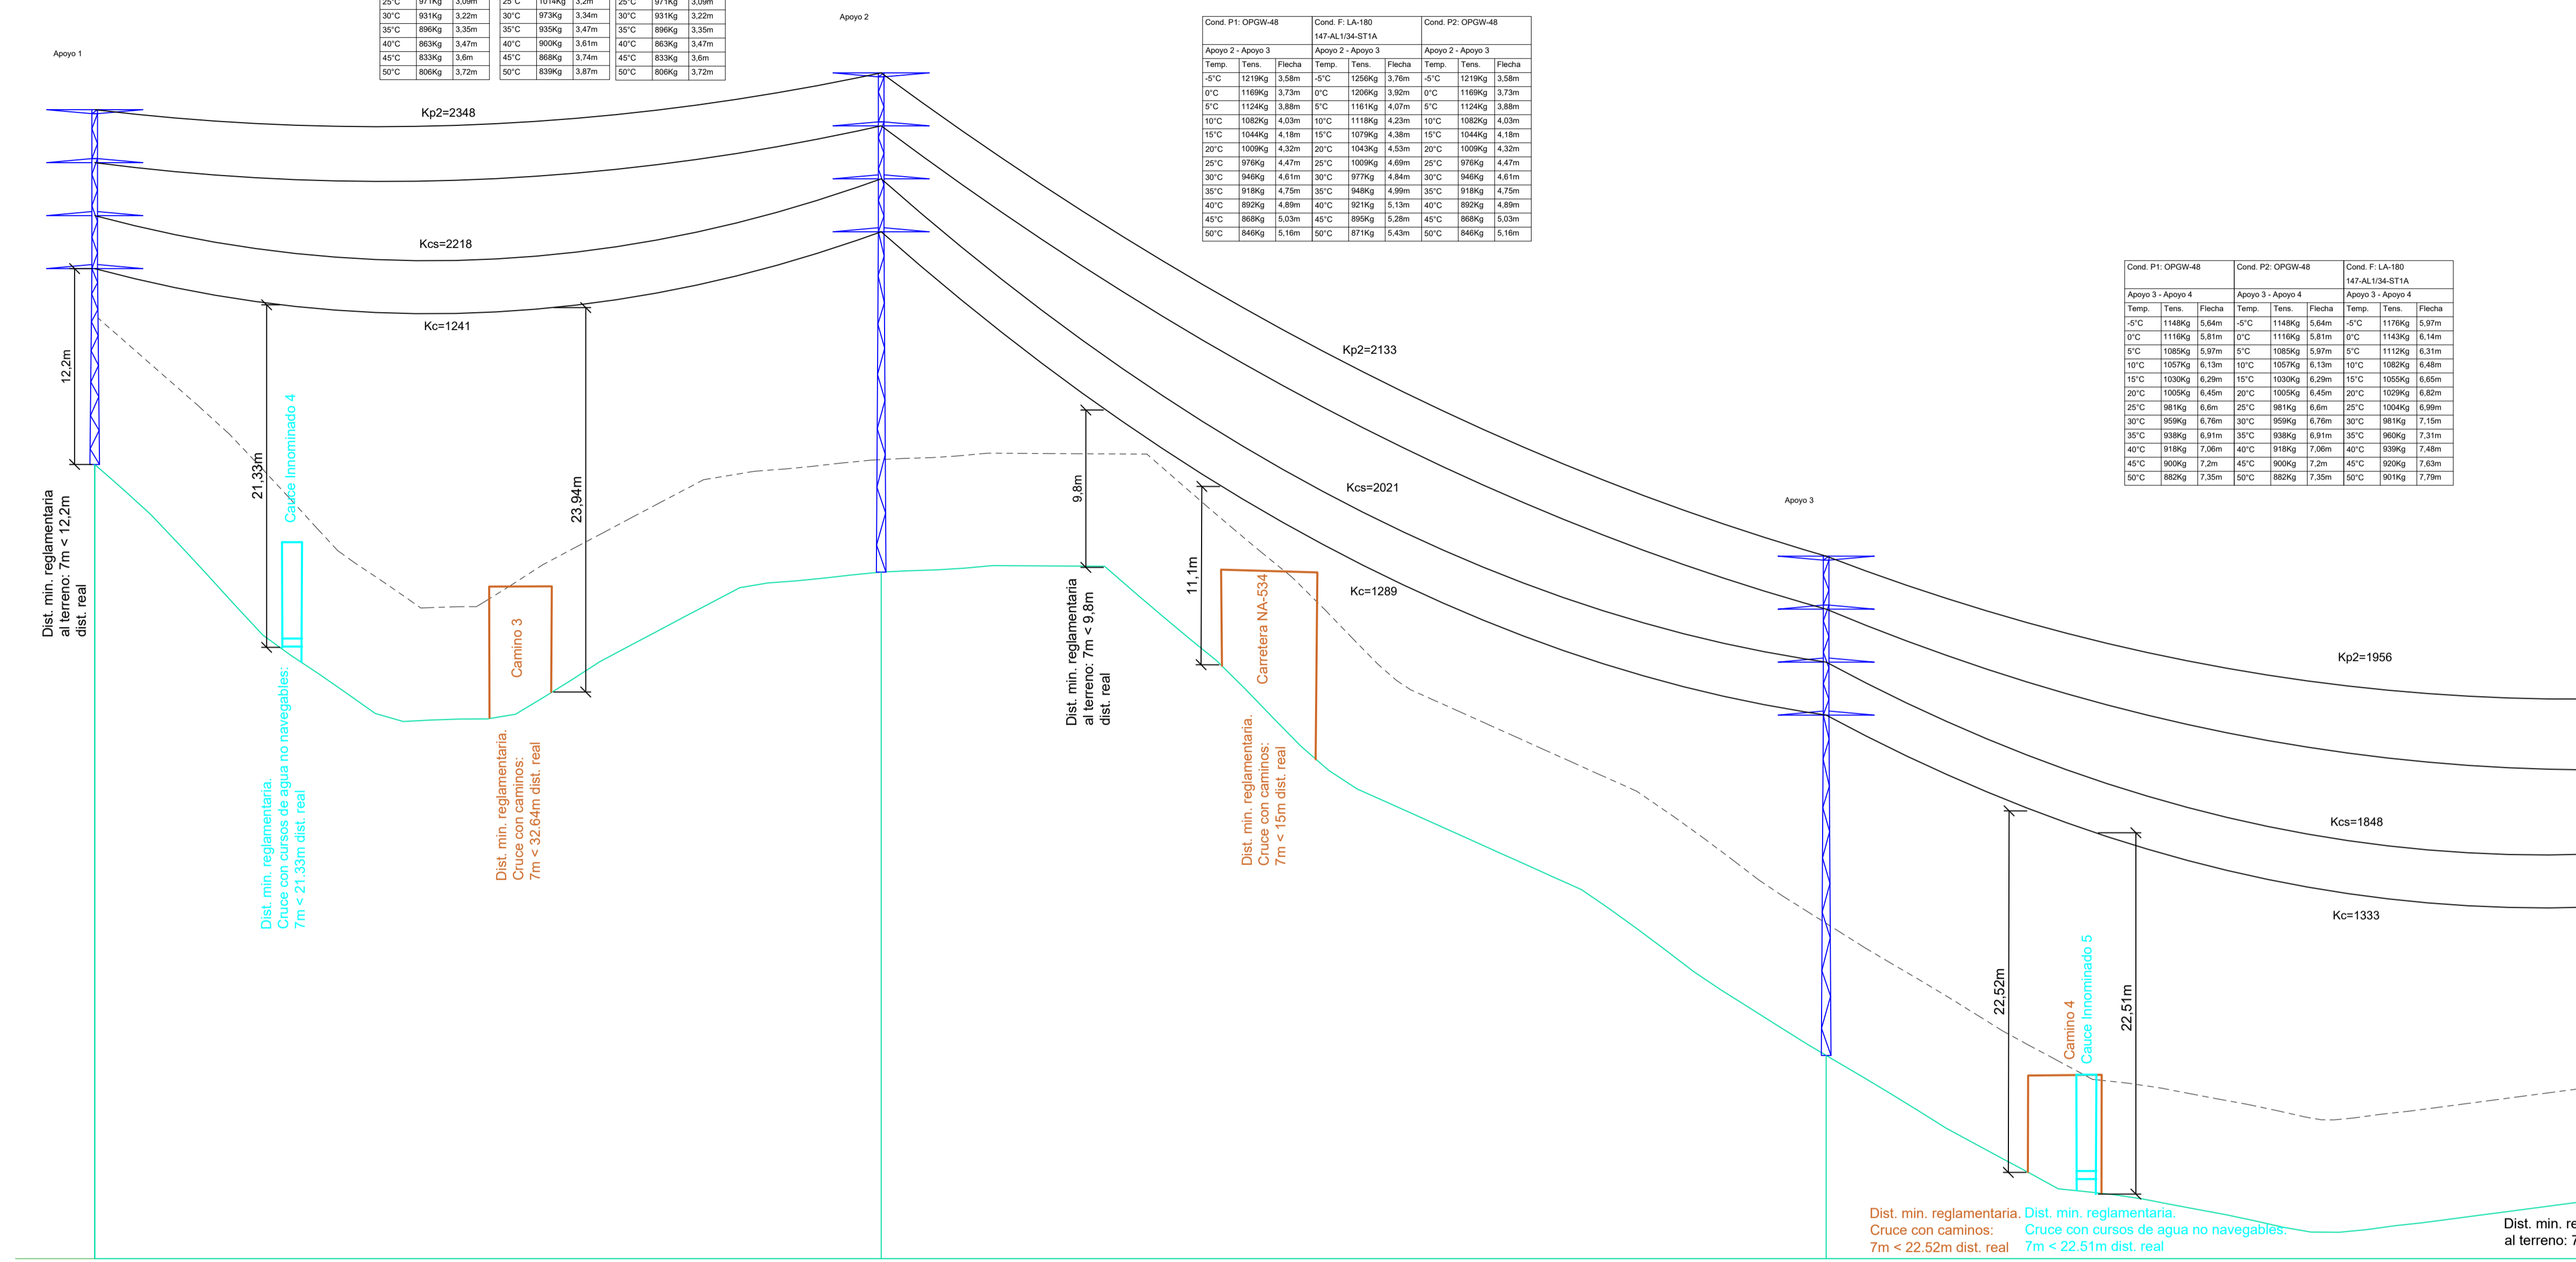 25°C 971Kg 3,09m 25°C 1014Kg 3,2m 25°C 971Kg 3,09m
30°C 931Kg 3,22m 30°C 973Kg 3,34m 30°C 931Kg 3,22m
35°C 896Kg 3,35m 35°C 935Kg 3,47m 35°C 896Kg 3,35m
40°C 863Kg 3,47m 40°C 900Kg 3,61m 40°C 863Kg 3,47m
45°C 833Kg 3,6m 45°C 868Kg 3,74m 45°C 833Kg 3,6m
50°C 806Kg 3,72m 50°C 839Kg 3,87m 50°C 806Kg 3,72m
Apoyo 1
Apoyo 2
Cond. P1: OPGW-48 Cond. F: LA-180 Cond. P2: OPGW-48
147-AL1/34-ST1A
Apoyo 2 - Apoyo 3 Apoyo 2 - Apoyo 3 Apoyo 2 - Apoyo 3
Temp. Tens. Flecha Temp. Tens. Flecha Temp. Tens. Flecha
-5°C 1219Kg 3,58m -5°C 1256Kg 3,76m -5°C 1219Kg 3,58m
0°C 1169Kg 3,73m 0°C 1206Kg 3,92m 0°C 1169Kg 3,73m
5°C 1124Kg 3,88m 5°C 1161Kg 4,07m 5°C 1124Kg 3,88m
10°C 1082Kg 4,03m 10°C 1118Kg 4,23m 10°C 1082Kg 4,03m
15°C 1044Kg 4,18m 15°C 1079Kg 4,38m 15°C 1044Kg 4,18m
20°C 1009Kg 4,32m 20°C 1043Kg 4,53m 20°C 1009Kg 4,32m
25°C 976Kg 4,47m 25°C 1009Kg 4,69m 25°C 976Kg 4,47m
30°C 946Kg 4,61m 30°C 977Kg 4,84m 30°C 946Kg 4,61m
35°C 918Kg 4,75m 35°C 948Kg 4,99m 35°C 918Kg 4,75m
40°C 892Kg 4,89m 40°C 921Kg 5,13m 40°C 892Kg 4,89m
45°C 868Kg 5,03m 45°C 895Kg 5,28m 45°C 868Kg 5,03m
50°C 846Kg 5,16m 50°C 871Kg 5,43m 50°C 846Kg 5,16m
Cond. P1: OPGW-48 Cond. P2: OPGW-48 Cond. F: LA-180
147-AL1/34-ST1A
Apoyo 3 - Apoyo 4 Apoyo 3 - Apoyo 4 Apoyo 3 - Apoyo 4
Temp. Tens. Flecha Temp. Tens. Flecha Temp. Tens. Flecha
-5°C 1148Kg 5,64m -5°C 1148Kg 5,64m -5°C 1176Kg 5,97m
0°C 1116Kg 5,81m 0°C 1116Kg 5,81m 0°C 1143Kg 6,14m
5°C 1085Kg 5,97m 5°C 1085Kg 5,97m 5°C 1112Kg 6,31m
10°C 1057Kg 6,13m 10°C 1057Kg 6,13m 10°C 1082Kg 6,48m
15°C 1030Kg 6,29m 15°C 1030Kg 6,29m 15°C 1055Kg 6,65m
20°C 1005Kg 6,45m 20°C 1005Kg 6,45m 20°C 1029Kg 6,82m
25°C 981Kg 6,6m 25°C 981Kg 6,6m 25°C 1004Kg 6,99m
30°C 959Kg 6,76m 30°C 959Kg 6,76m 30°C 981Kg 7,15m
35°C 938Kg 6,91m 35°C 938Kg 6,91m 35°C 960Kg 7,31m
40°C 918Kg 7,06m 40°C 918Kg 7,06m 40°C 939Kg 7,48m
45°C 900Kg 7,2m 45°C 900Kg 7,2m 45°C 920Kg 7,63m
50°C 882Kg 7,35m 50°C 882Kg 7,35m 50°C 901Kg 7,79m
Apoyo 3
Kp2=2348
Kcs=2218
Kc=1241
Kp2=2133
Kcs=2021
Kc=1289
Kp2=1956
Kcs=1848
Kc=1333
12,2m
Dist. min. reglamentaria
al terreno: 7m < 12,2m
dist. real
21,33m
Cauce Innominado 4
Dist. min. reglamentaria.
Cruce con cursos de agua no navegables:
7m < 21.33m dist. real
Camino 3
23,94m
Dist. min. reglamentaria.
Cruce con caminos:
7m < 32.64m dist. real
9,8m
Dist. min. reglamentaria
al terreno: 7m < 9,8m
dist. real
11,1m
Carretera NA-534
Dist. min. reglamentaria.
Cruce con caminos:
7m < 15m dist. real
22,52m
Camino 4
Cauce Innominado 5
22,51m
Dist. min. reglamentaria.
Cruce con caminos:
7m < 22.52m dist. real
Dist. min. reglamentaria.
Cruce con cursos de agua no navegables:
7m < 22.51m dist. real
Dist. min. re
al terreno: 7